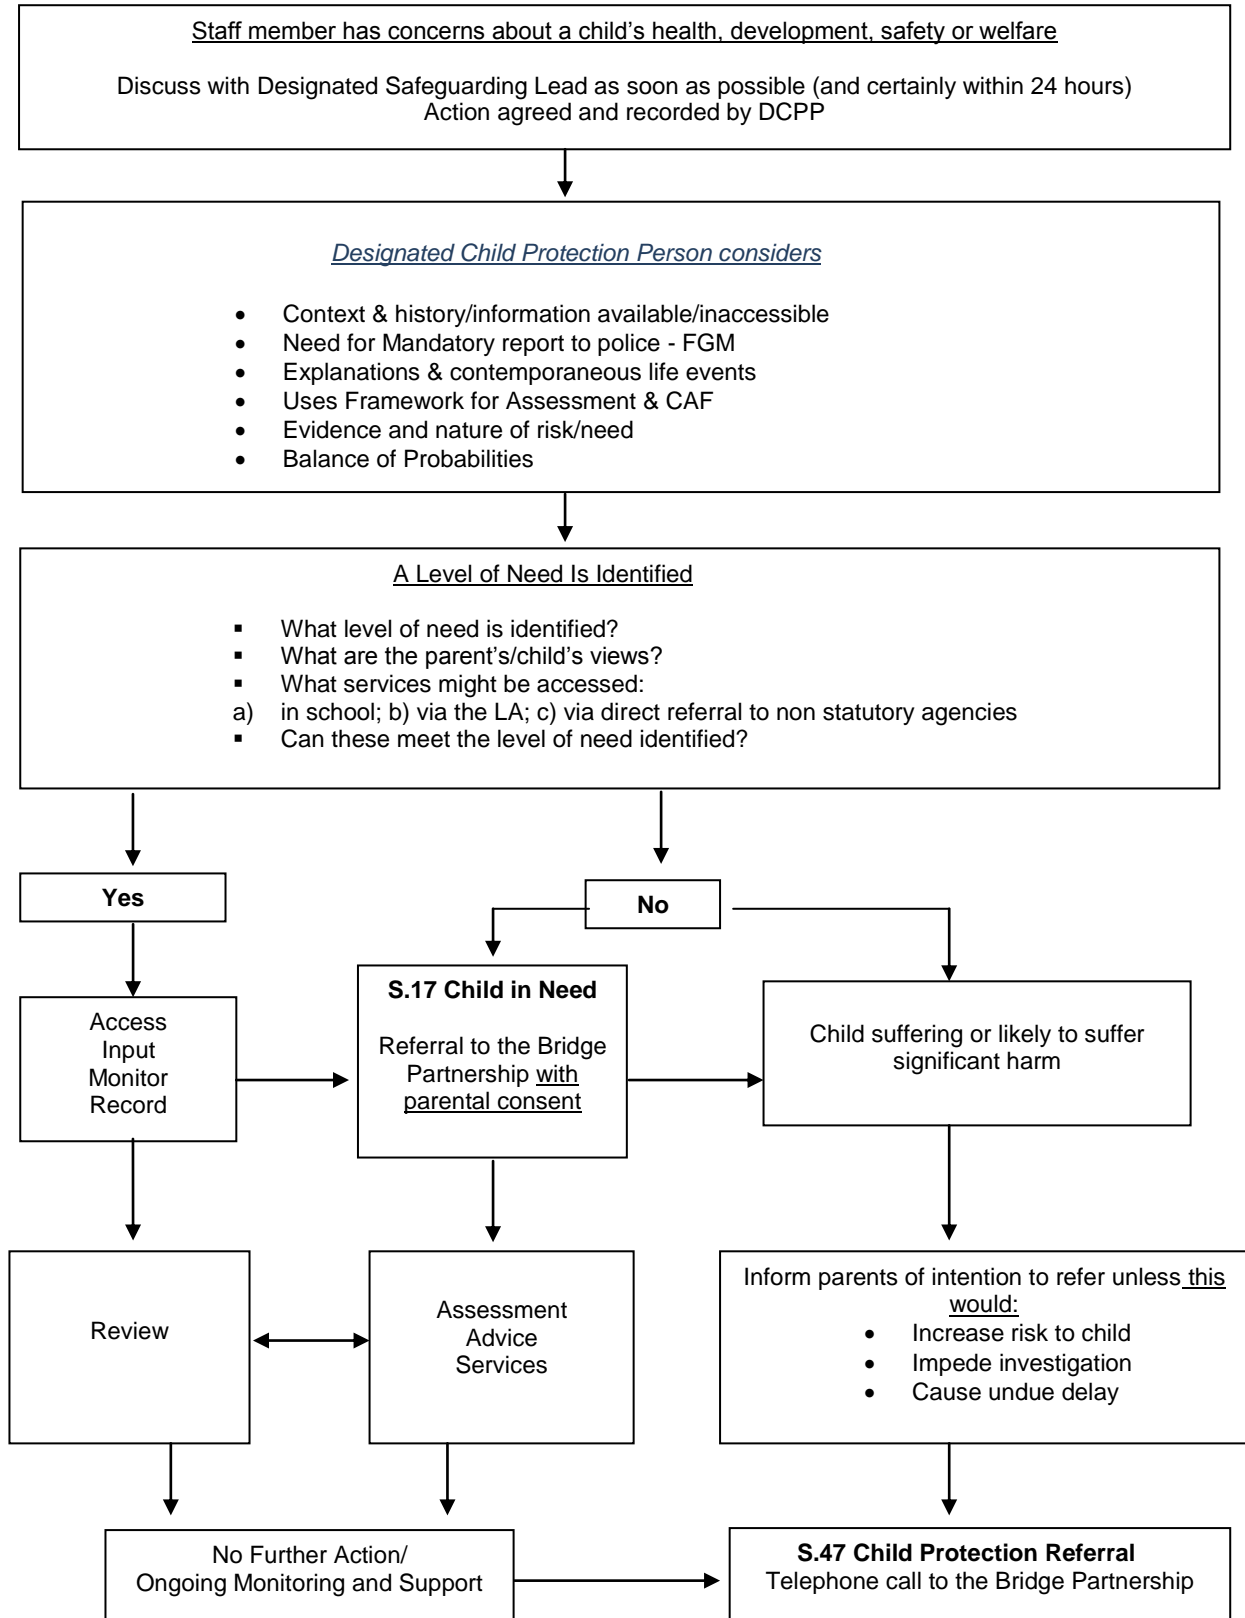 Staff member has concerns about a child’s health, development, safety or welfare
Discuss with Designated Safeguarding Lead as soon as possible (and certainly within 24 hours)
Action agreed and recorded by DCPP
Designated Child Protection Person considers
• Context & history/information available/inaccessible
• Need for Mandatory report to police - FGM
• Explanations & contemporaneous life events
• Uses Framework for Assessment & CAF
• Evidence and nature of risk/need
• Balance of Probabilities
A Level of Need Is Identified
▪ What level of need is identified?
▪ What are the parent’s/child’s views?
▪ What services might be accessed:
a) in school; b) via the LA; c) via direct referral to non statutory agencies
▪ Can these meet the level of need identified?
Yes
No
Access
Input
Monitor
Record
S.17 Child in Need
Referral to the Bridge
Partnership with
parental consent
Child suffering or likely to suffer
significant harm
Review
Assessment
Advice
Services
Inform parents of intention to refer unless this
would:
• Increase risk to child
• Impede investigation
• Cause undue delay
No Further Action/
Ongoing Monitoring and Support
S.47 Child Protection Referral
Telephone call to the Bridge Partnership